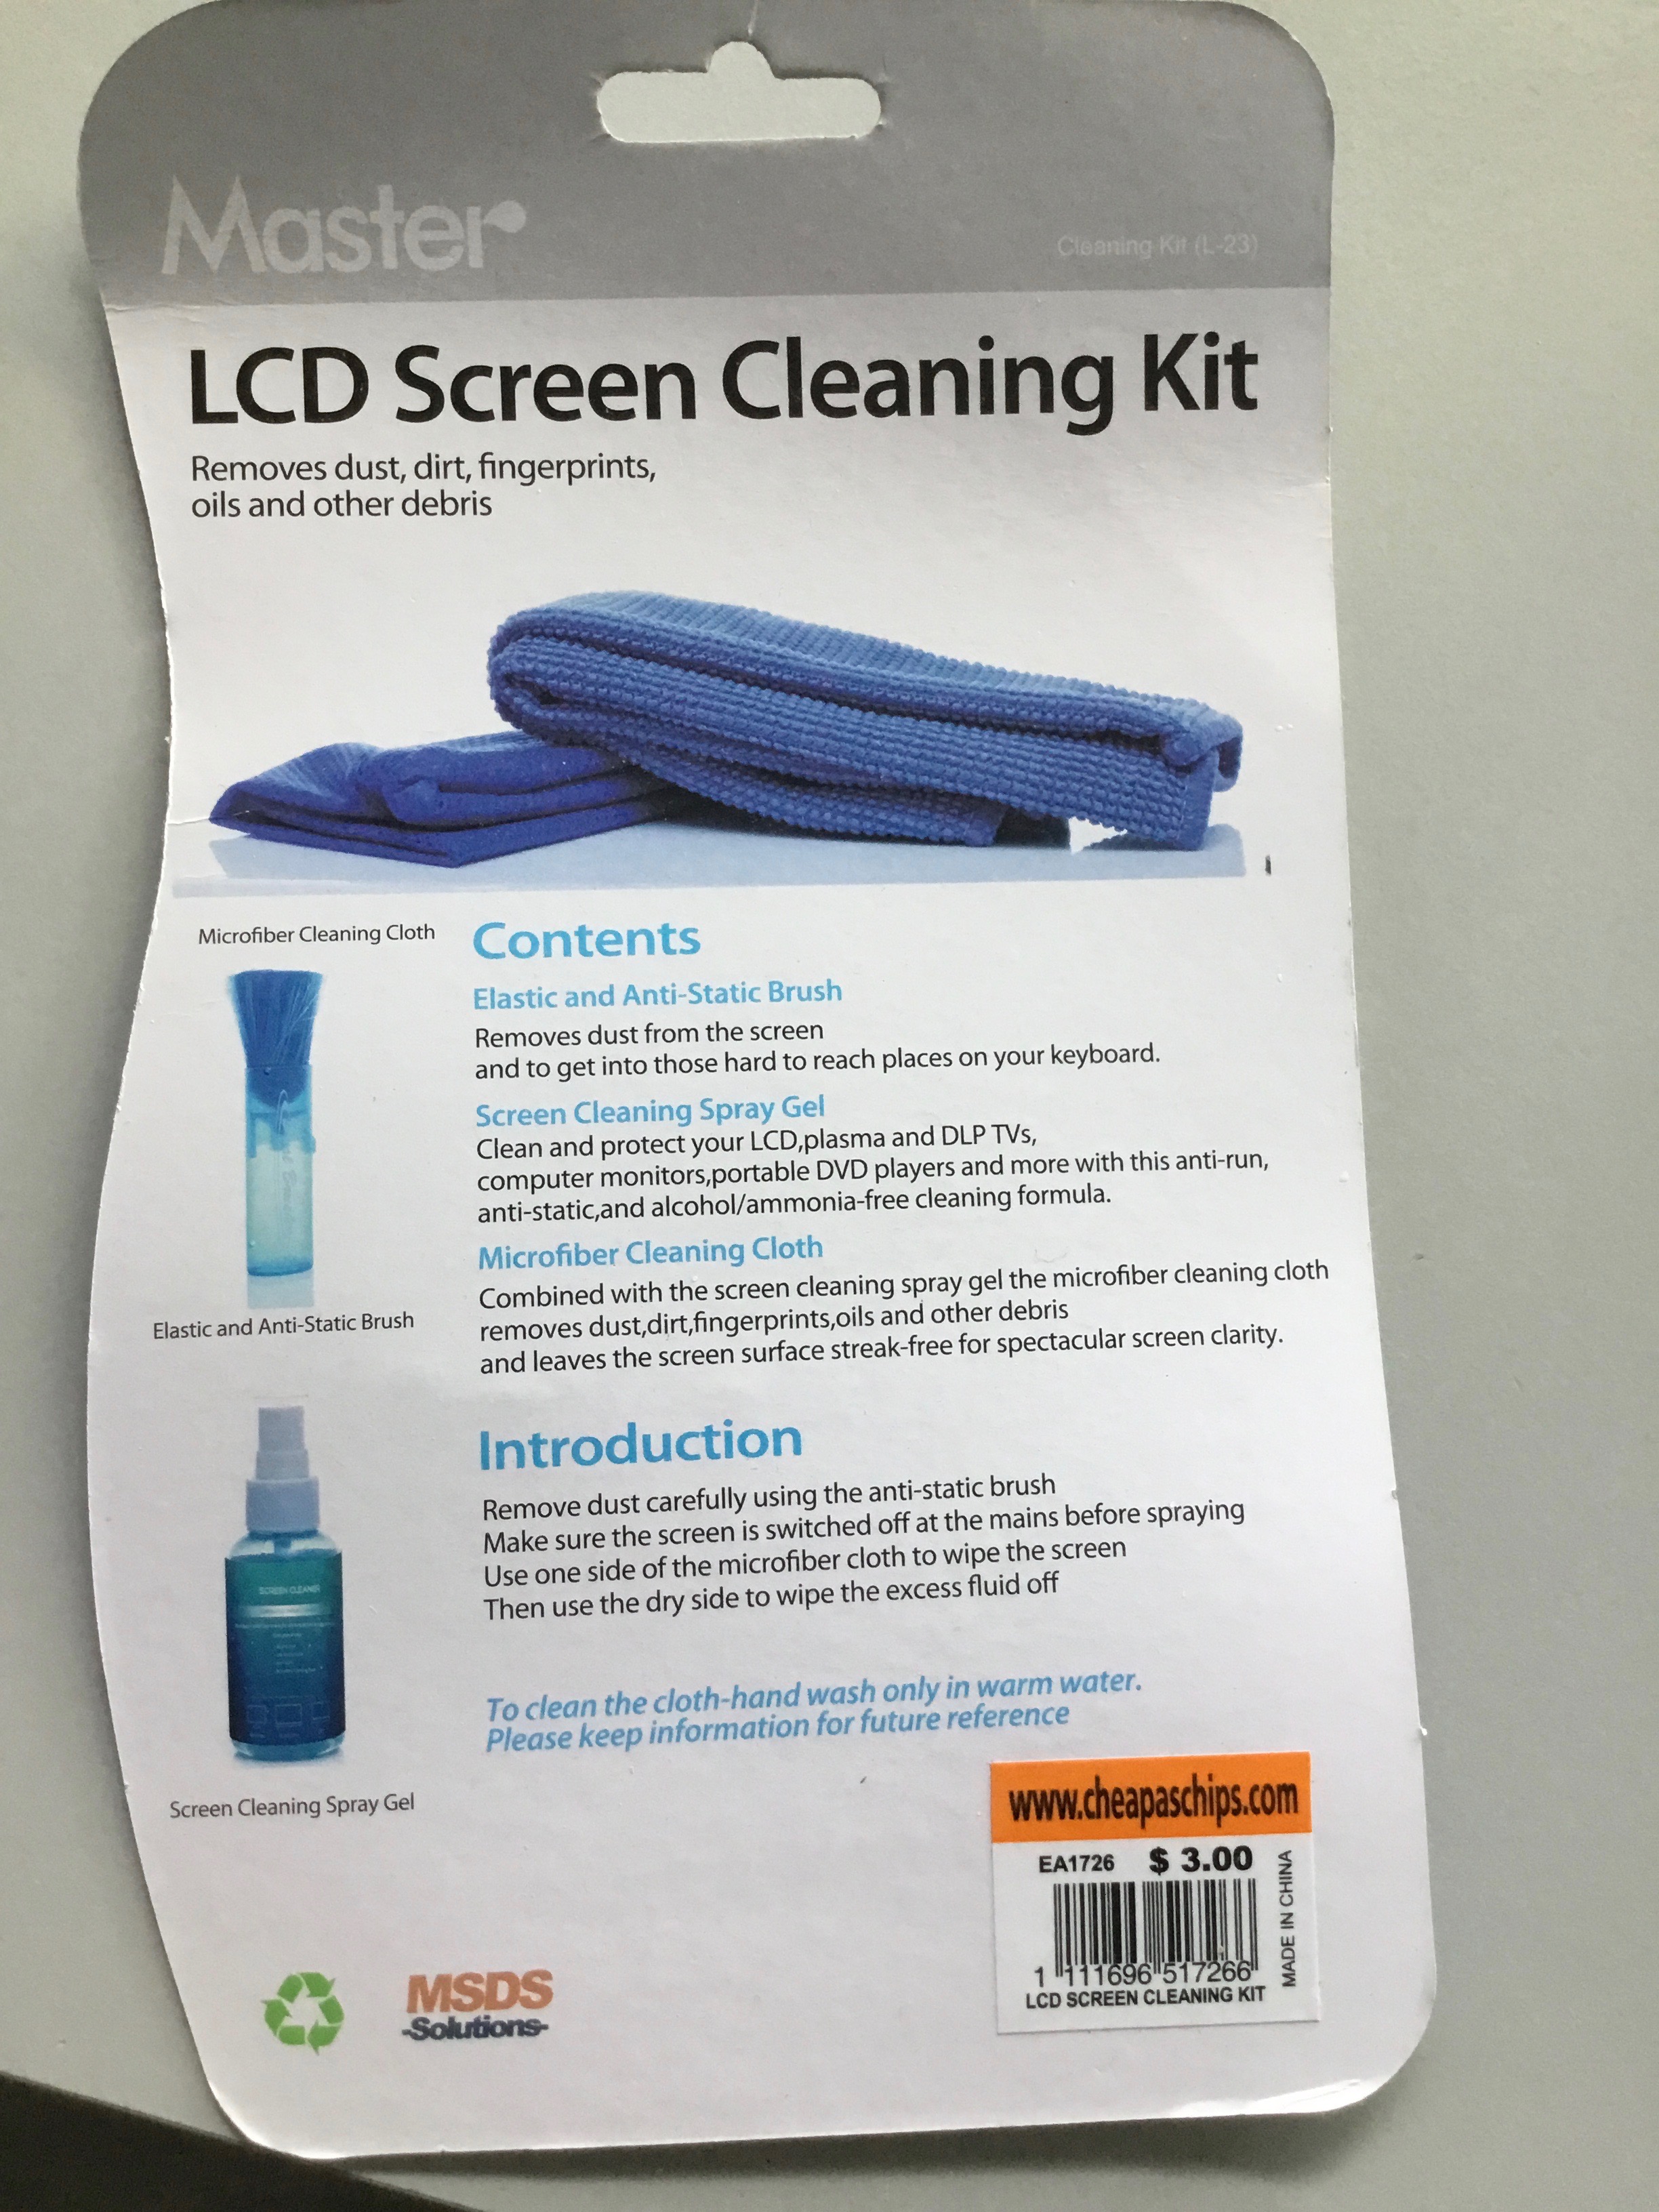 Master
Cleaning Kit (L-23)
LCD Screen Cleaning Kit
Removes dust, dirt, fingerprints,
oils and other debris
Microfiber Cleaning Cloth
Contents
Elastic and Anti-Static Brush
Removes dust from the screen
and to get into those hard to reach places on your keyboard.
Screen Cleaning Spray Gel
Clean and protect your LCD,plasma and DLP TVs,
computer monitors,portable DVD players and more with this anti-run,
anti-static,and alcohol/ammonia-free cleaning formula.
Microfiber Cleaning Cloth
Combined with the screen cleaning spray gel the microfiber cleaning cloth
removes dust,dirt,fingerprints,oils and other debris
and leaves the screen surface streak-free for spectacular screen clarity.
Elastic and Anti-Static Brush
Introduction
Remove dust carefully using the anti-static brush
Make sure the screen is switched off at the mains before spraying
Use one side of the microfiber cloth to wipe the screen
Then use the dry side to wipe the excess fluid off
SCREEN CLEANER
To clean the cloth-hand wash only in warm water.
Please keep information for future reference
Screen Cleaning Spray Gel
www.cheapaschips.com
EA1726 $ 3.00
1 111696 517266
LCD SCREEN CLEANING KIT
MADE IN CHINA
MSDS
-Solutions-